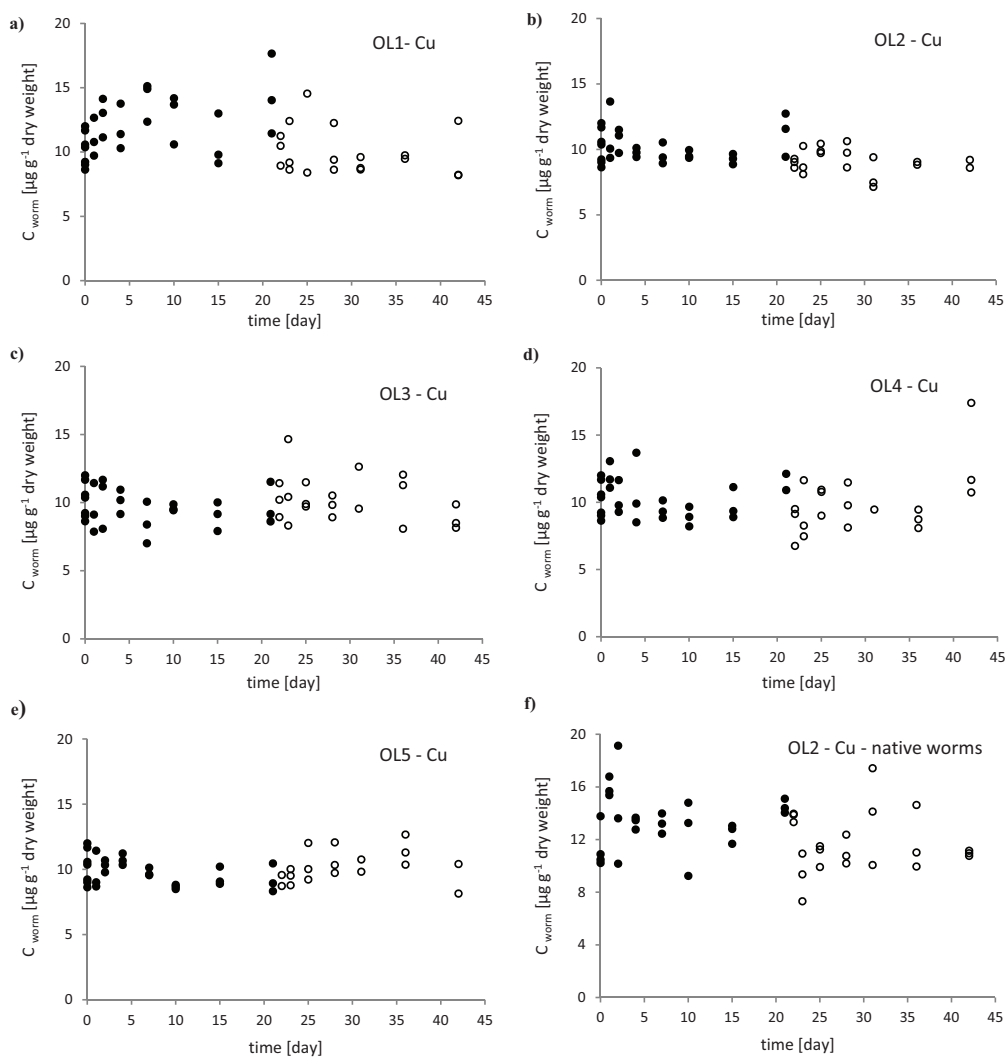 a)
OL1- Cu
C worm [µg g-1 dry weight]
20
15
10
5
0
0 5 10 15 20 25 30 35 40 45
time [day]
b)
OL2 - Cu
C worm [µg g-1 dry weight]
20
15
10
5
0
0 5 10 15 20 25 30 35 40 45
time [day]
c)
OL3 - Cu
C worm [µg g-1 dry weight]
20
15
10
5
0
0 5 10 15 20 25 30 35 40 45
time [day]
d)
OL4 - Cu
C worm [µg g-1 dry weight]
20
15
10
5
0
0 5 10 15 20 25 30 35 40 45
time [day]
e)
OL5 - Cu
C worm [µg g-1 dry weight]
20
15
10
5
0
0 5 10 15 20 25 30 35 40 45
time [day]
f)
OL2 - Cu - native worms
C worm [µg g-1 dry weight]
20
16
12
8
4
0
0 5 10 15 20 25 30 35 40 45
time [day]